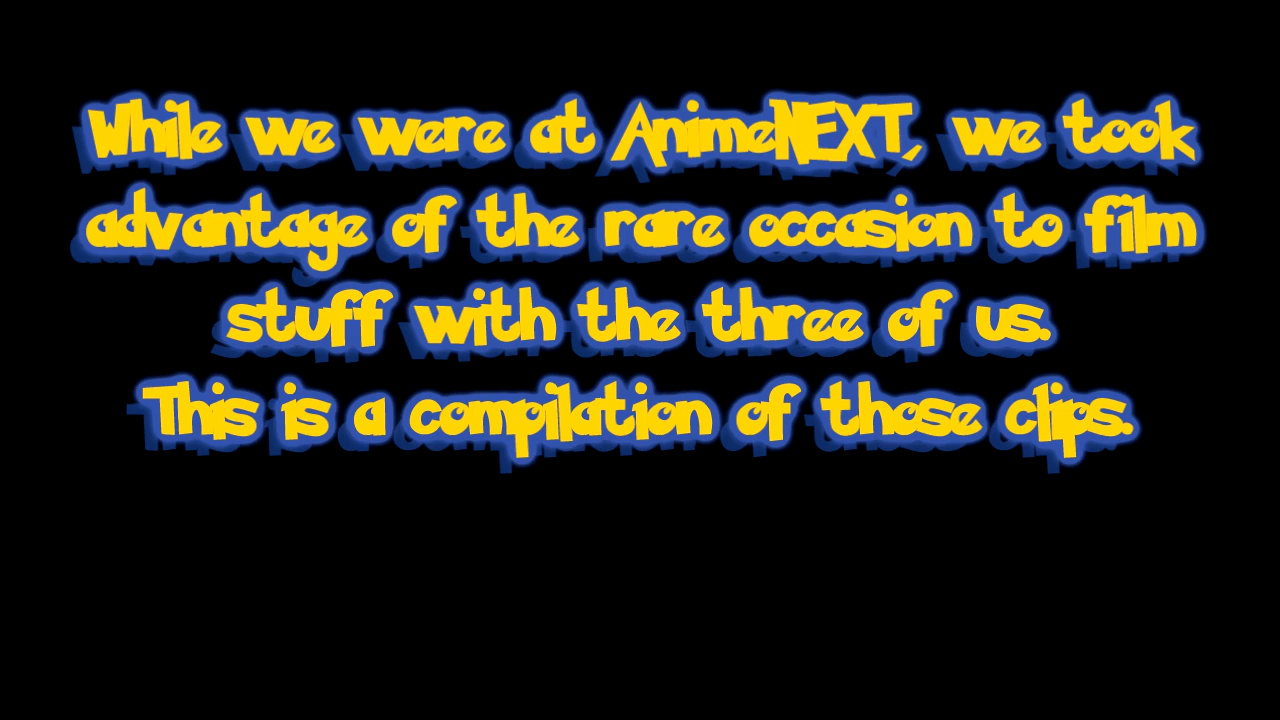 While we were at AnimeNEXT, we took
advantage of the rare occasion to film
stuff with the three of us.
This is a compilation of those clips.